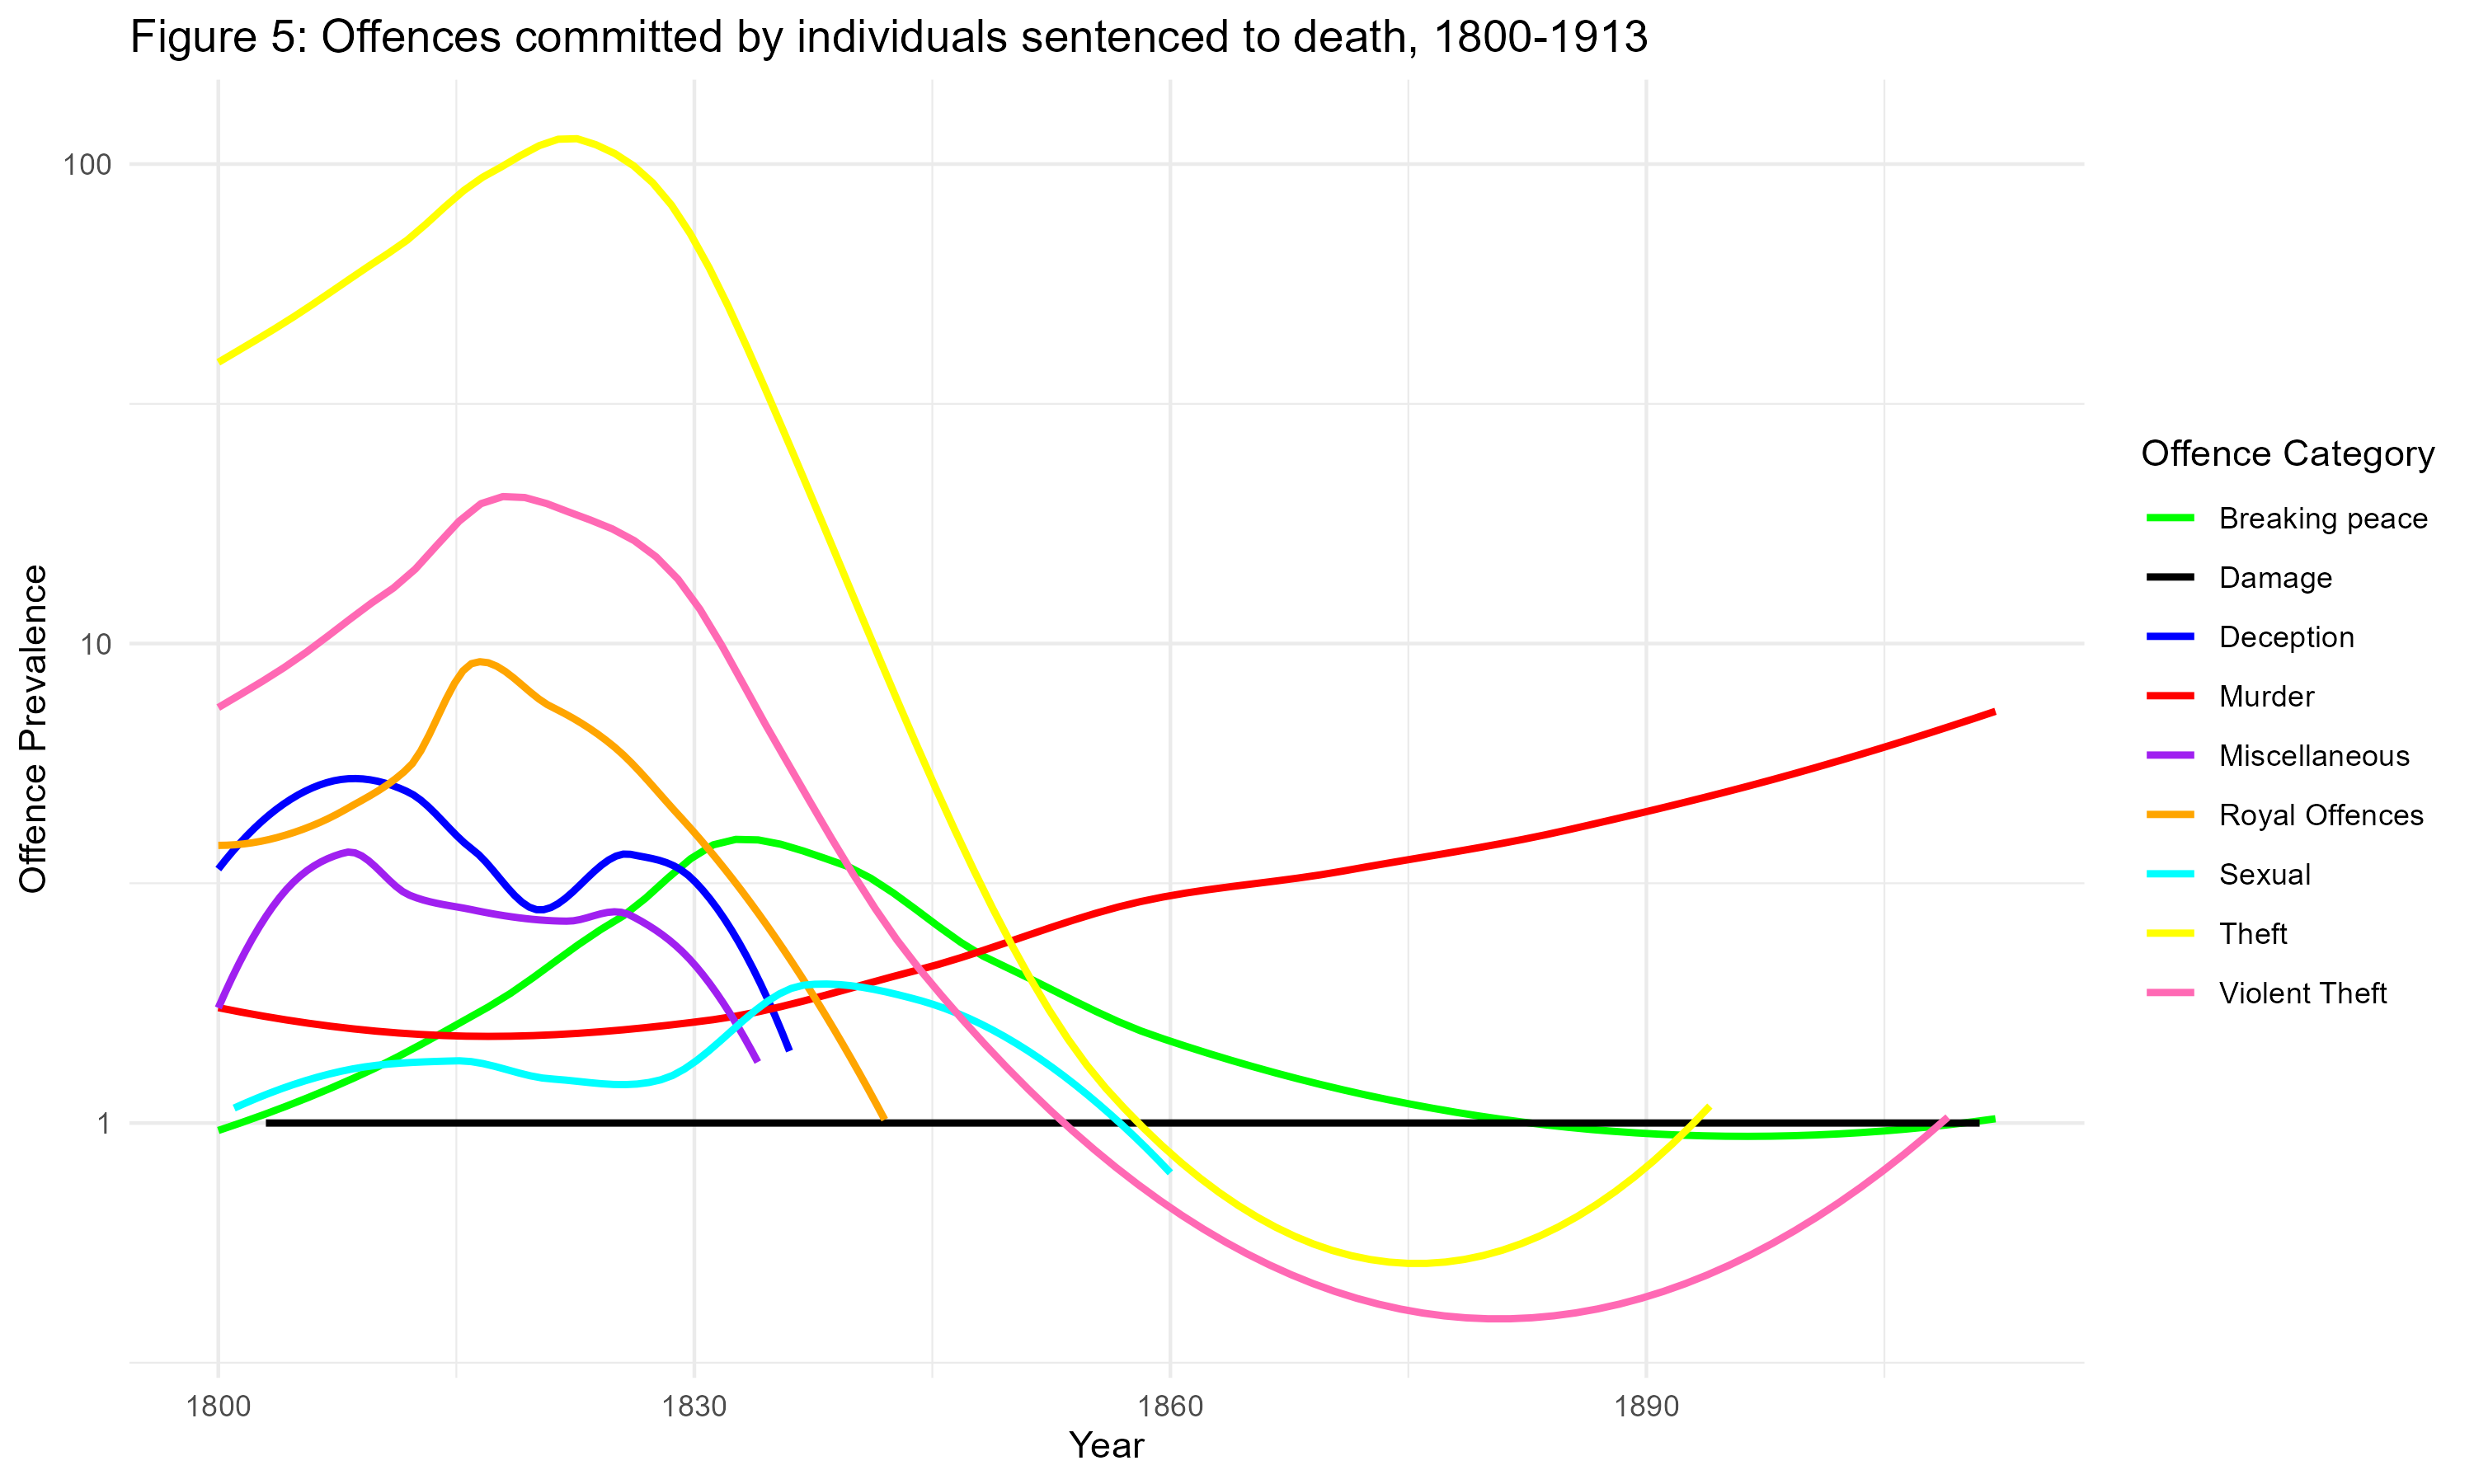 Figure 5: Offences committed by individuals sentenced to death, 1800-1913
100
10
1
Offence Prevalence
1800
1830
1860
1890
Year
Offence Category
Breaking peace
Damage
Deception
Murder
Miscellaneous
Royal Offences
Sexual
Theft
Violent Theft